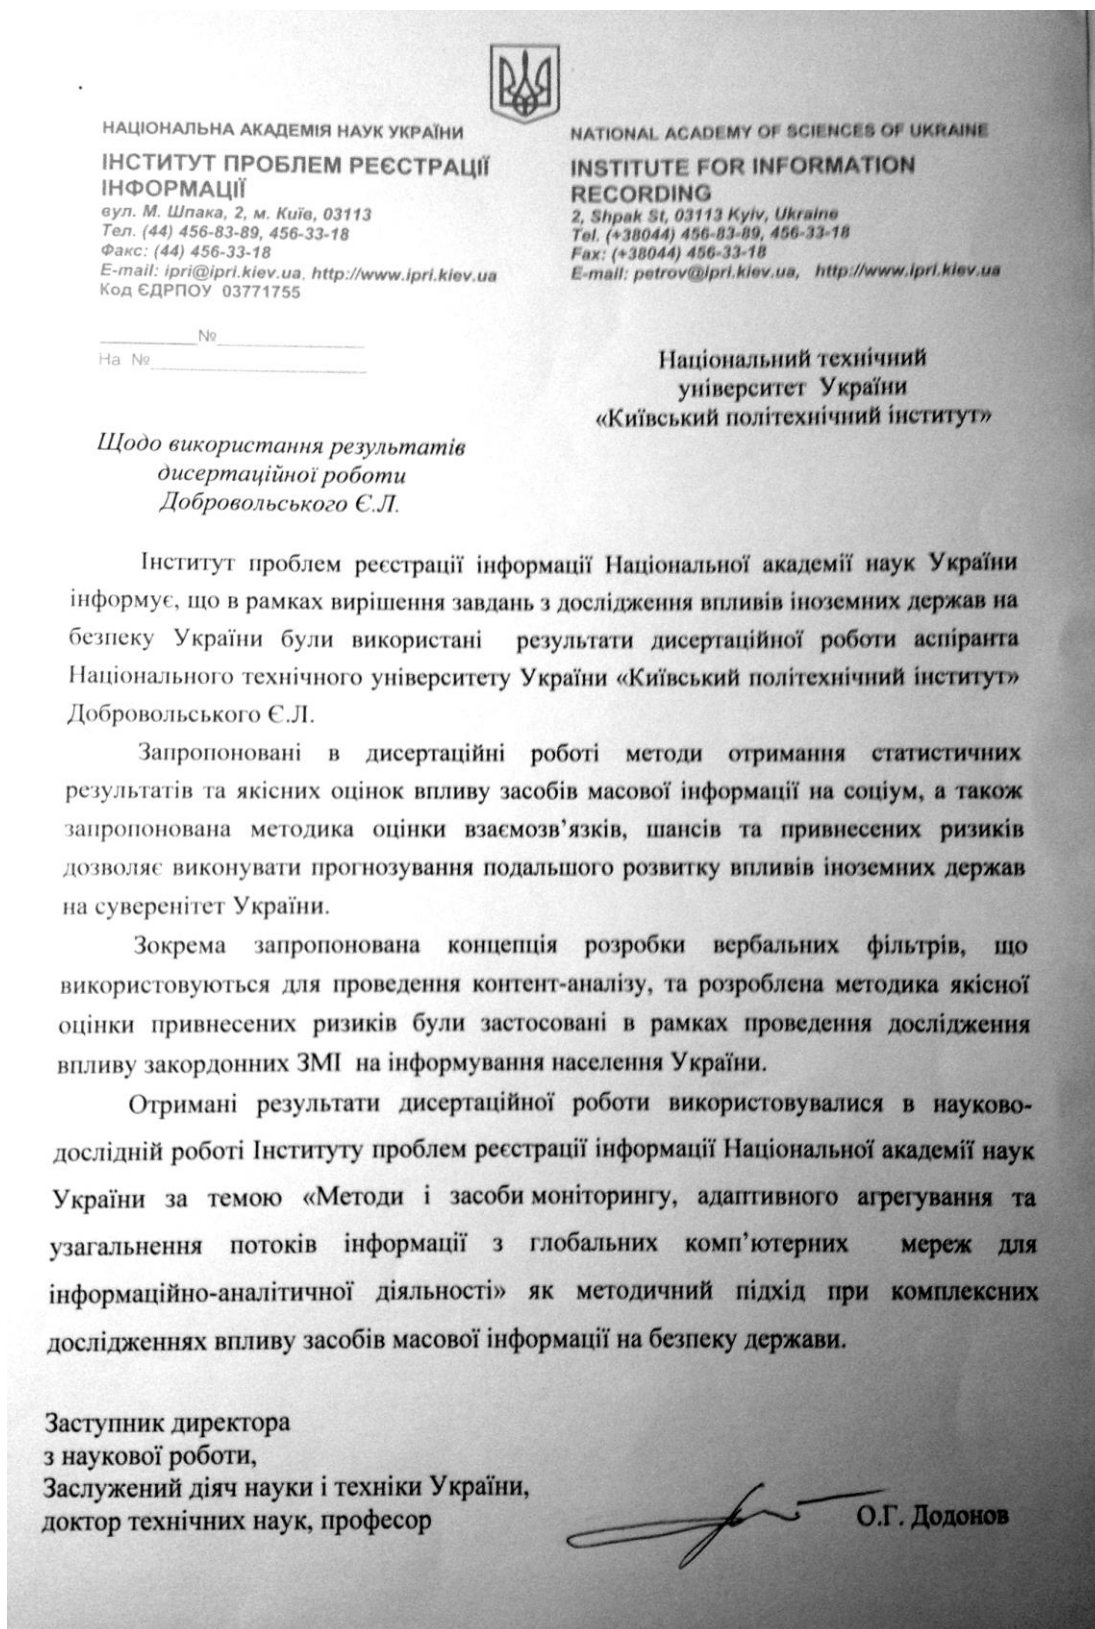 НАЦІОНАЛЬНА АКАДЕМІЯ НАУК УКРАЇНИ
ІНСТИТУТ ПРОБЛЕМ РЕЄСТРАЦІЇ
ІНФОРМАЦІЇ
вул. М. Шпака, 2, м. Київ, 03113
Тел. (44) 456-83-89, 456-33-18
Факс: (44) 456-33-18
E-mail: ipri@ipri.kiev.ua, http://www.ipri.kiev.ua
Код ЄДРПОУ 03771755
NATIONAL ACADEMY OF SCIENCES OF UKRAINE
INSTITUTE FOR INFORMATION
RECORDING
2, Shpak St, 03113 Kyiv, Ukraine
Tel. (+38044) 456-83-89, 456-33-18
Fax: (+38044) 456-33-18
E-mail: petrov@ipri.kiev.ua, http://www.ipri.kiev.ua
__________№_______________
На №______________________
Національний технічний
університет України
«Київський політехнічний інститут»
Щодо використання результатів
дисертаційної роботи
Добровольського Є.Л.
Інститут проблем реєстрації інформації Національної академії наук України
інформує, що в рамках вирішення завдань з дослідження впливів іноземних держав на
безпеку України були використані результати дисертаційної роботи аспіранта
Національного технічного університету України «Київський політехнічний інститут»
Добровольського Є.Л.
Запропоновані в дисертаційні роботі методи отримання статистичних
результатів та якісних оцінок впливу засобів масової інформації на соціум, а також
запропонована методика оцінки взаємозв’язків, шансів та привнесених ризиків
дозволяє виконувати прогнозування подальшого розвитку впливів іноземних держав
на суверенітет України.
Зокрема запропонована концепція розробки вербальних фільтрів, що
використовуються для проведення контент-аналізу, та розроблена методика якісної
оцінки привнесених ризиків були застосовані в рамках проведення дослідження
впливу закордонних ЗМІ на інформування населення України.
Отримані результати дисертаційної роботи використовувалися в науково-
дослідній роботі Інституту проблем реєстрації інформації Національної академії наук
України за темою «Методи і засоби моніторингу, адаптивного агрегування та
узагальнення потоків інформації з глобальних комп’ютерних мереж для
інформаційно-аналітичної діяльності» як методичний підхід при комплексних
дослідженнях впливу засобів масової інформації на безпеку держави.
Заступник директора
з наукової роботи,
Заслужений діяч науки і техніки України,
доктор технічних наук, професор
О.Г. Додонов